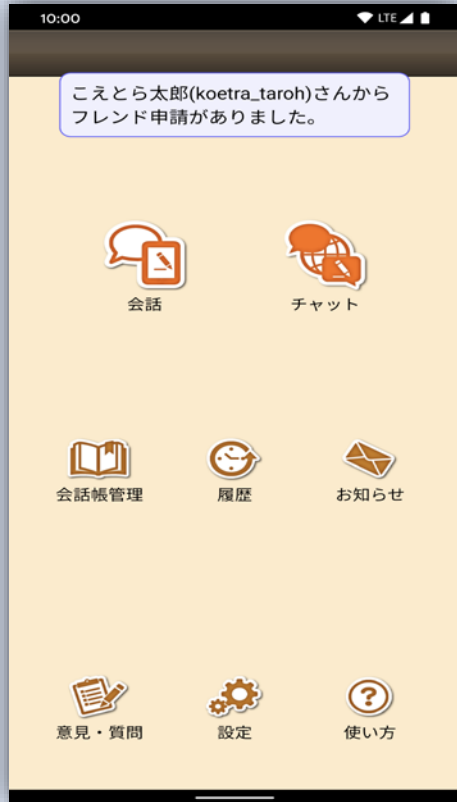 10:00
LTE
こえとら太郎(koetra_taroh)さんから
フレンド申請がありました。
会話
チャット
会話帳管理
履歴
お知らせ
意見・質問
設定
使い方